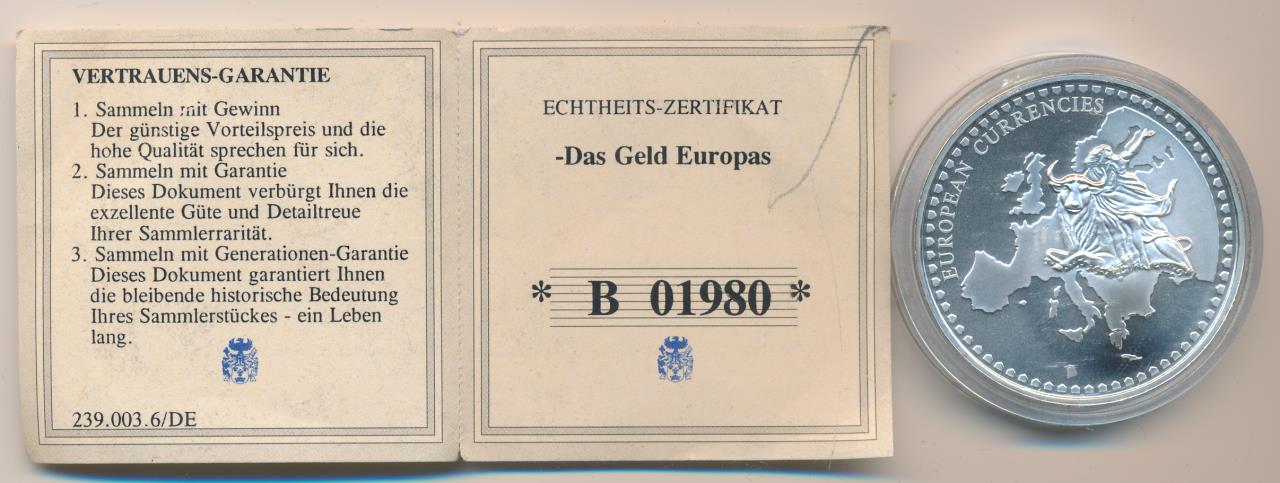 VERTRAUENS-GARANTIE
1. Sammeln mit Gewinn
Der günstige Vorteilspreis und die
hohe Qualität sprechen für sich.
2. Sammeln mit Garantie
Dieses Dokument verbürgt Ihnen die
exzellente Güte und Detailtreue
Ihrer Sammlerrarität.
3. Sammeln mit Generationen-Garantie
Dieses Dokument garantiert Ihnen
die bleibende historische Bedeutung
Ihres Sammlerstückes - ein Leben
lang.
239.003.6/DE
ECHTHEITS-ZERTIFIKAT
-Das Geld Europas
* B 01980 *
EUROPEAN CURRENCIES